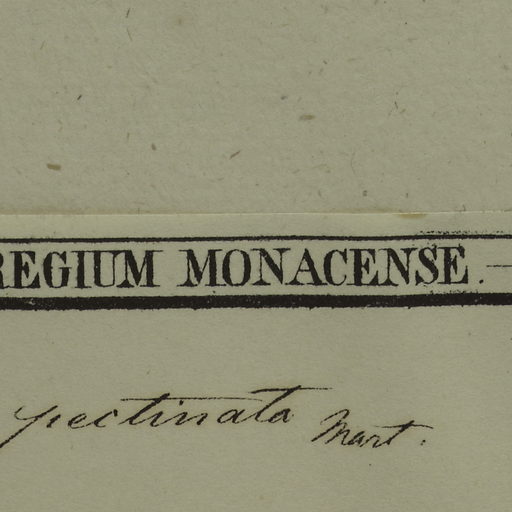 REGIUM MONACENSE. —
pectinata Mart.